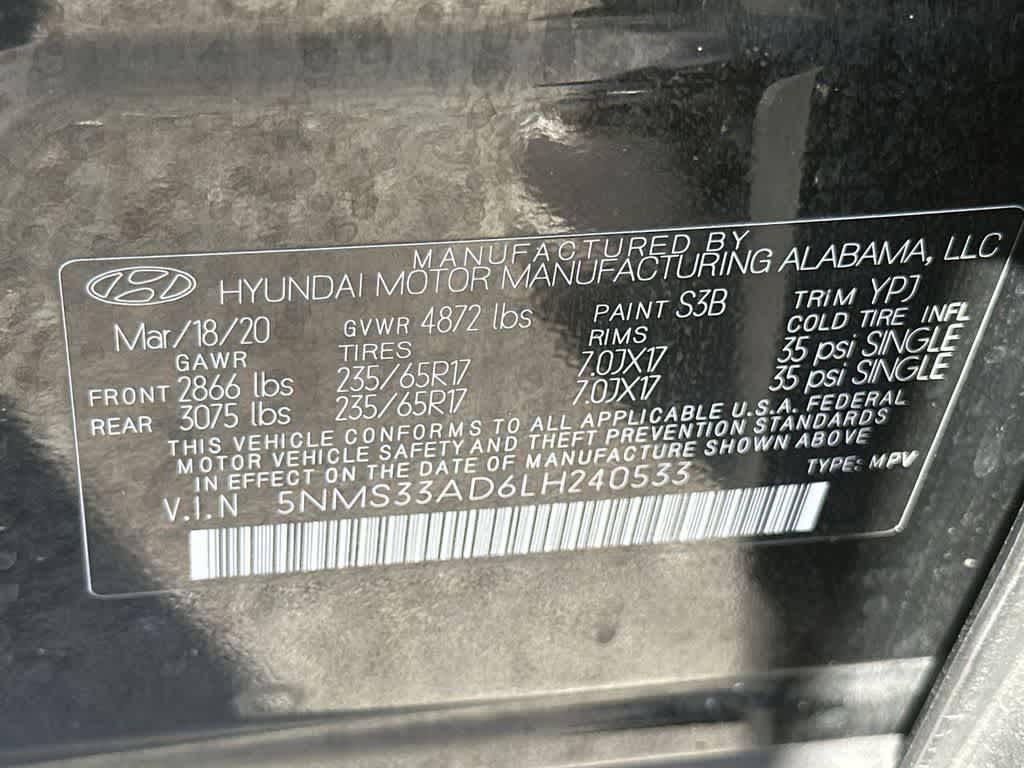 MANUFACTURED BY
HYUNDAI MOTOR MANUFACTURING ALABAMA, LLC
Mar/18/20 GVWR 4872 lbs PAINT S3B TRIM YPJ
GAWR TIRES RIMS COLD TIRE INFL
FRONT 2866 lbs 235/65R17 7.0JX17 35 psi SINGLE
REAR 3075 lbs 235/65R17 7.0JX17 35 psi SINGLE
THIS VEHICLE CONFORMS TO ALL APPLICABLE U.S.A. FEDERAL
MOTOR VEHICLE SAFETY AND THEFT PREVENTION STANDARDS
IN EFFECT ON THE DATE OF MANUFACTURE SHOWN ABOVE
V.I.N 5NMS33AD6LH240533 TYPE: MPV